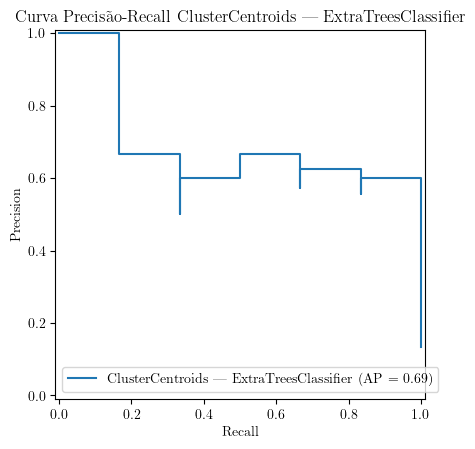 Curva Precisão-Recall ClusterCentroids — ExtraTreesClassifier
1.0
0.8
0.6
0.4
0.2
0.0
Precision
ClusterCentroids — ExtraTreesClassifier (AP = 0.69)
0.0 0.2 0.4 0.6 0.8 1.0
Recall